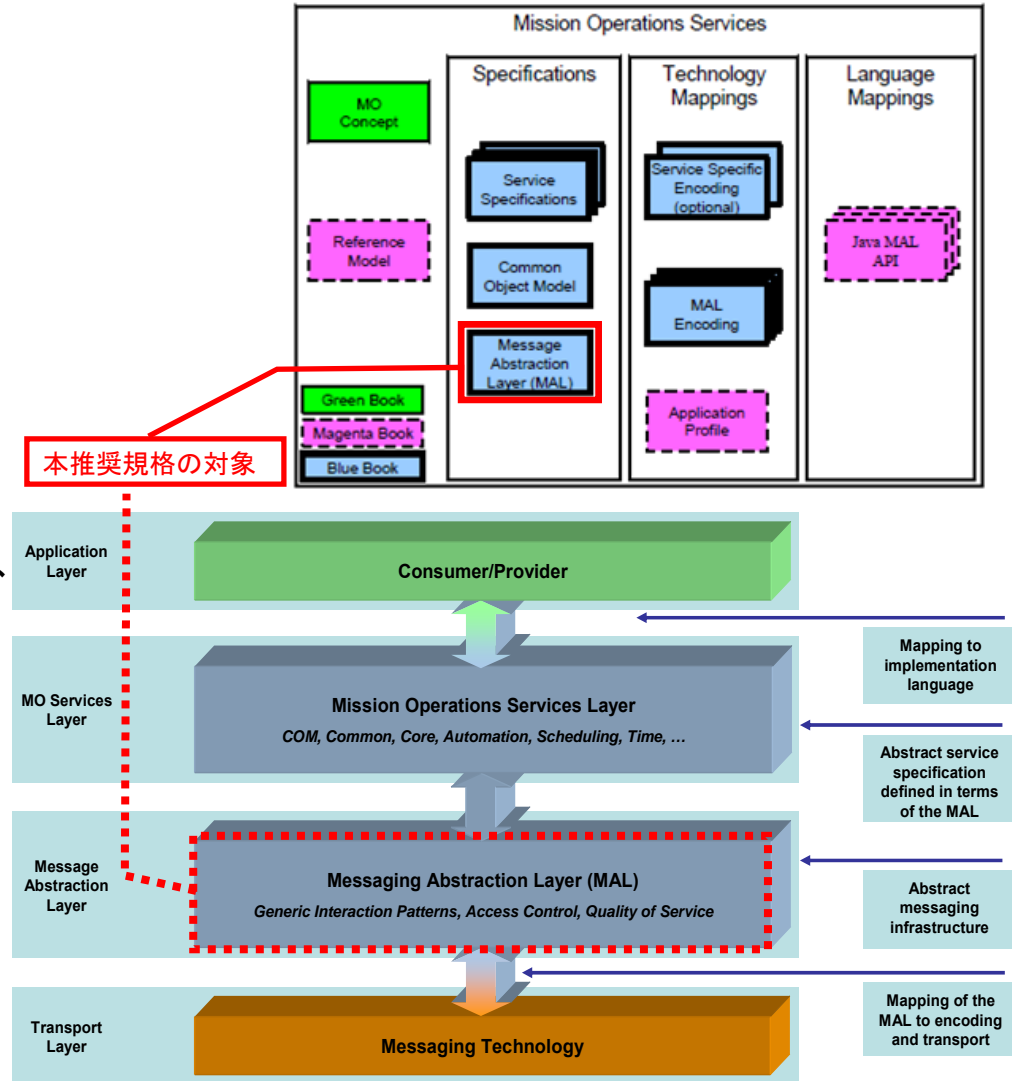 Mission Operations Services
Specifications
Technology
Mappings
Language
Mappings
MO
Concept
Reference
Model
Service
Specifications
Common
Object Model
Message
Abstraction
Layer (MAL)
Service Specific
Encoding
(optional)
MAL
Encoding
Application
Profile
Java MAL
API
Green Book
Magenta Book
Blue Book
本推奨規格の対象
Application
Layer
Consumer/Provider
Mapping to
implementation
language
MO Services
Layer
Mission Operations Services Layer
COM, Common, Core, Automation, Scheduling, Time, …
Abstract service
specification
defined in terms
of the MAL
Message
Abstraction
Layer
Messaging Abstraction Layer (MAL)
Generic Interaction Patterns, Access Control, Quality of Service
Abstract
messaging
infrastructure
Transport
Layer
Messaging Technology
Mapping of the
MAL to encoding
and transport